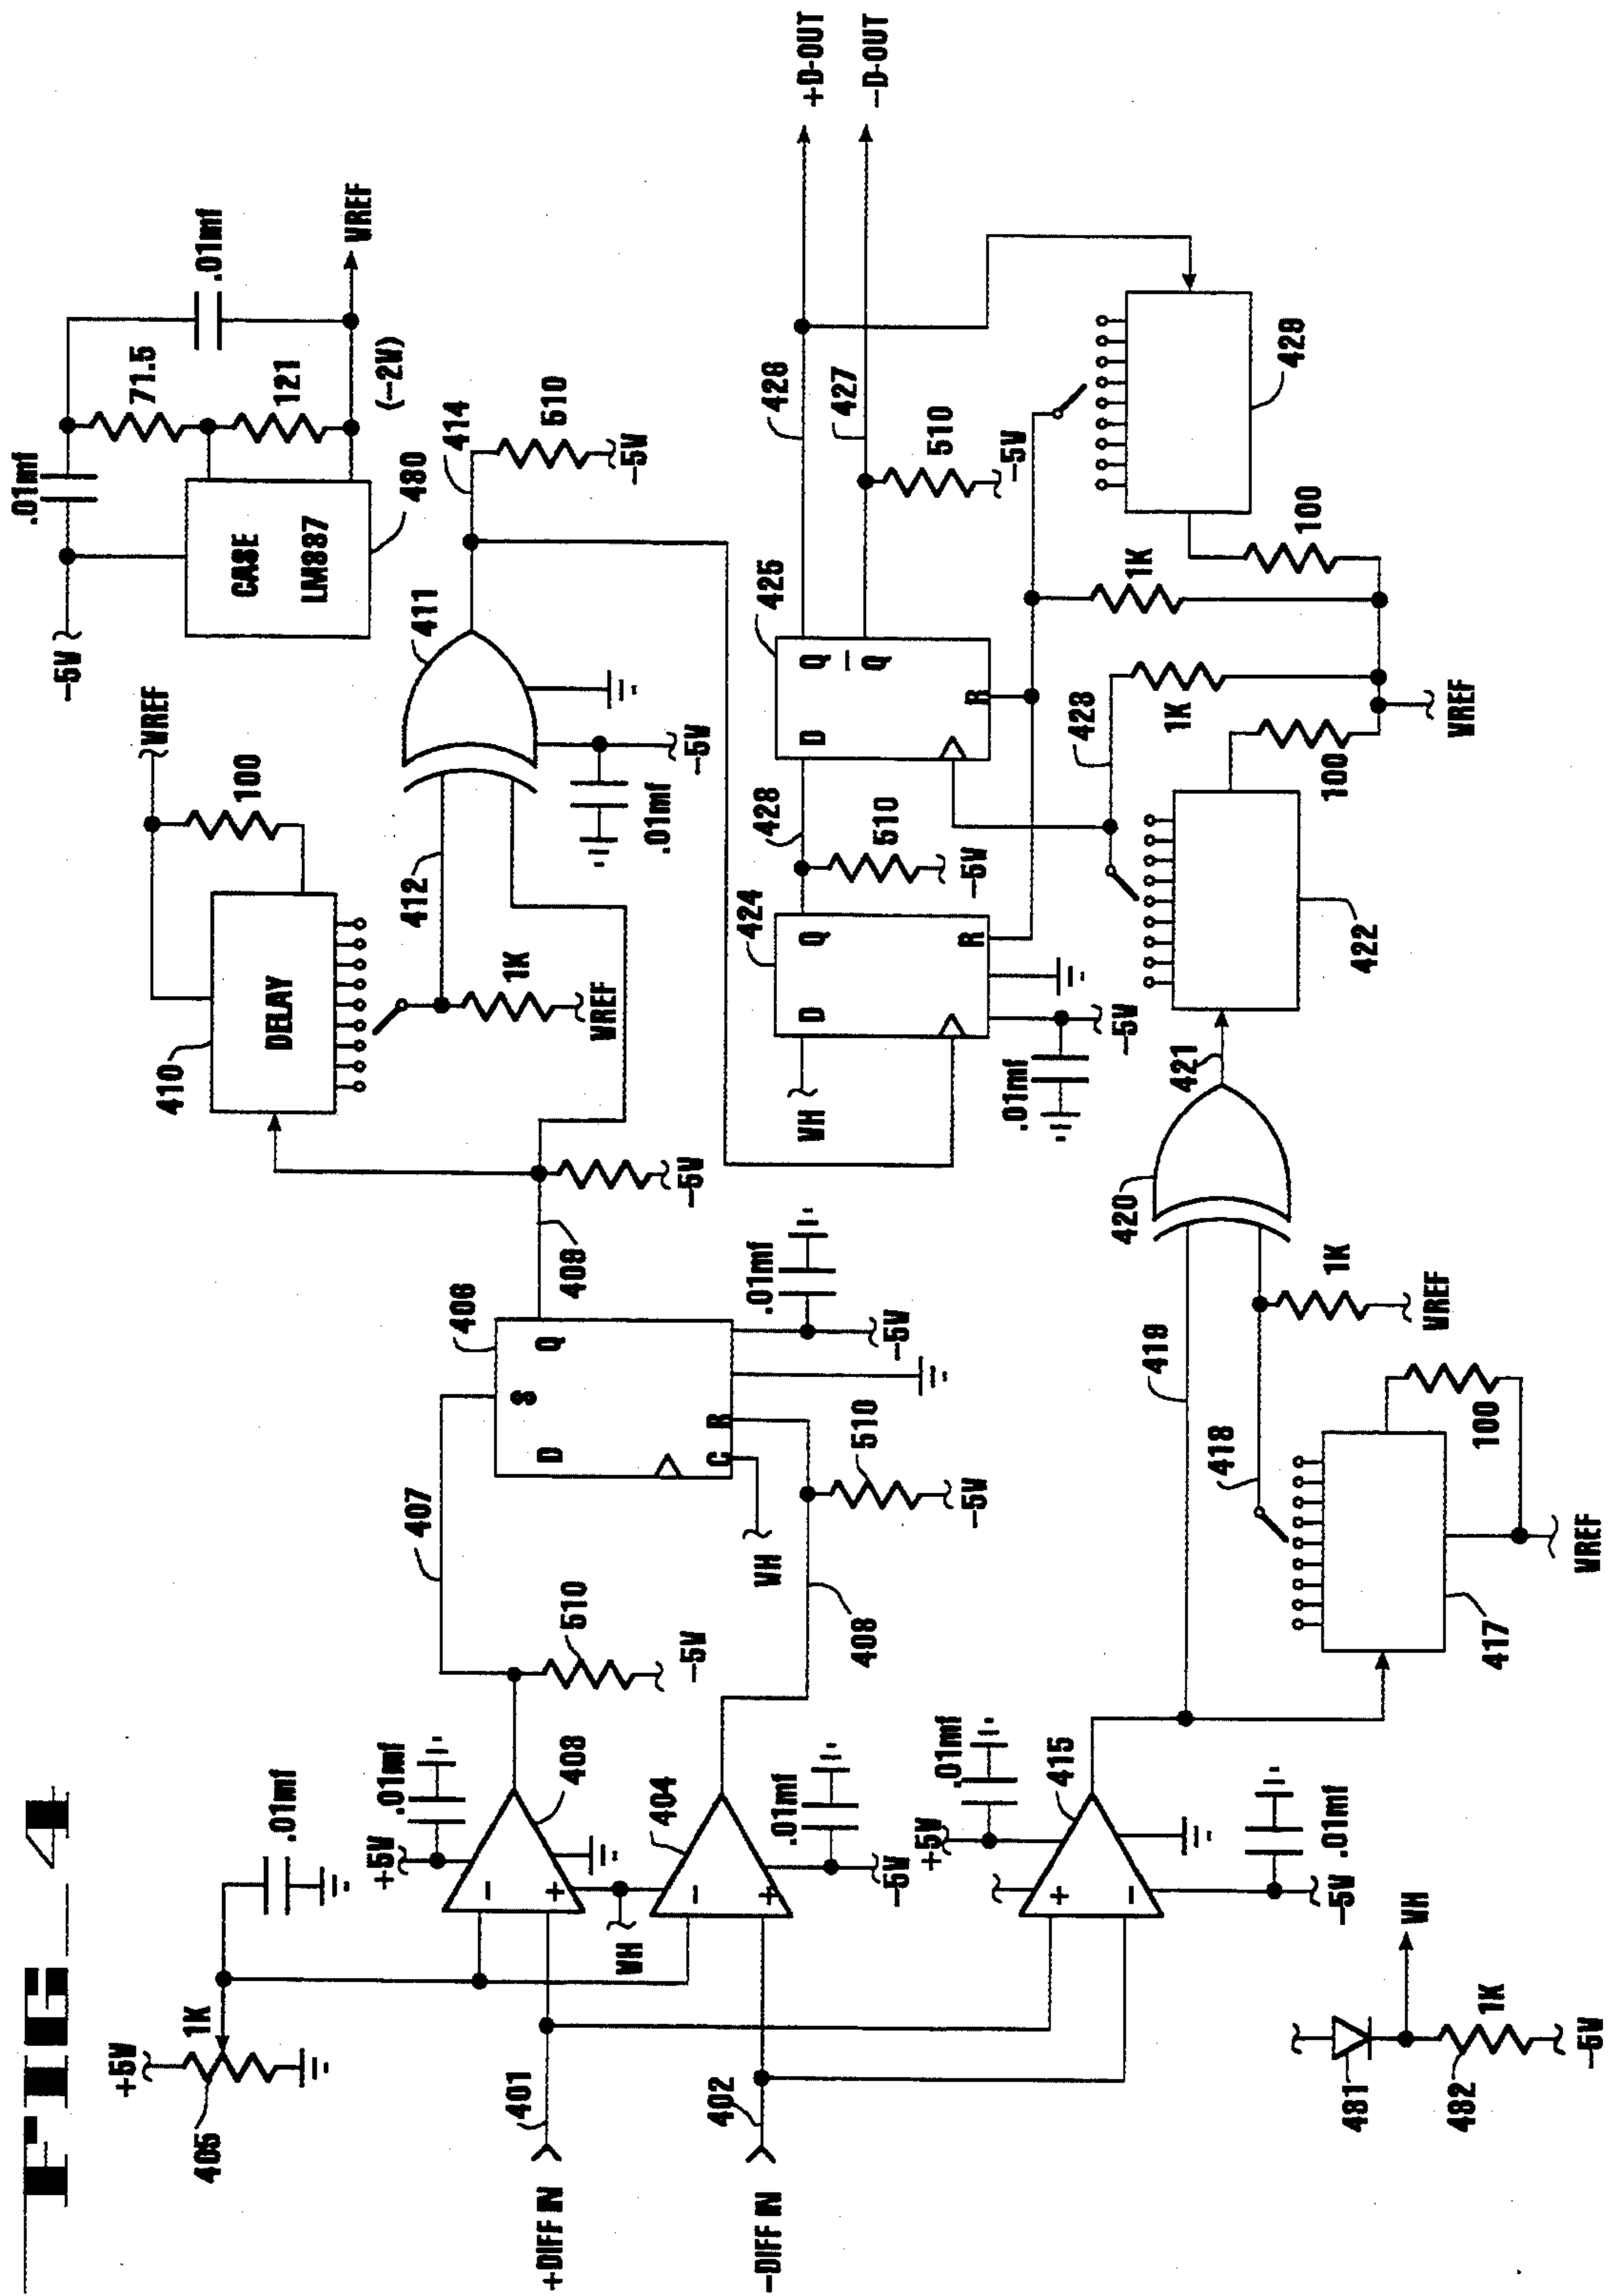 FIG 4
+5V
405
1K
.01mf
+DIFF IN
401
-DIFF IN
402
+5V
.01mf
-
+
408
VH
404
-
+
.01mf
-5V
510
-5V
407
408
510
-5V
VH
S
D
Q
C
R
406
.01mf
-5V
409
-5V
410
DELAY
VREF
100
1K
VREF
412
411
.01mf
-5V
414
510
-5V
-5V
.01mf
CASE
LM887
480
71.5
121
.01mf
VREF
(-2V)
+5V
.01mf
415
+
-
-5V
.01mf
481
VH
482
1K
-5V
417
418
419
100
VREF
1K
VREF
420
421
422
VH
424
D
Q
R
.01mf
-5V
428
510
-5V
425
D
Q
Q
R
428
427
510
-5V
+D-OUT
-D-OUT
423
1K
100
VREF
1K
100
429